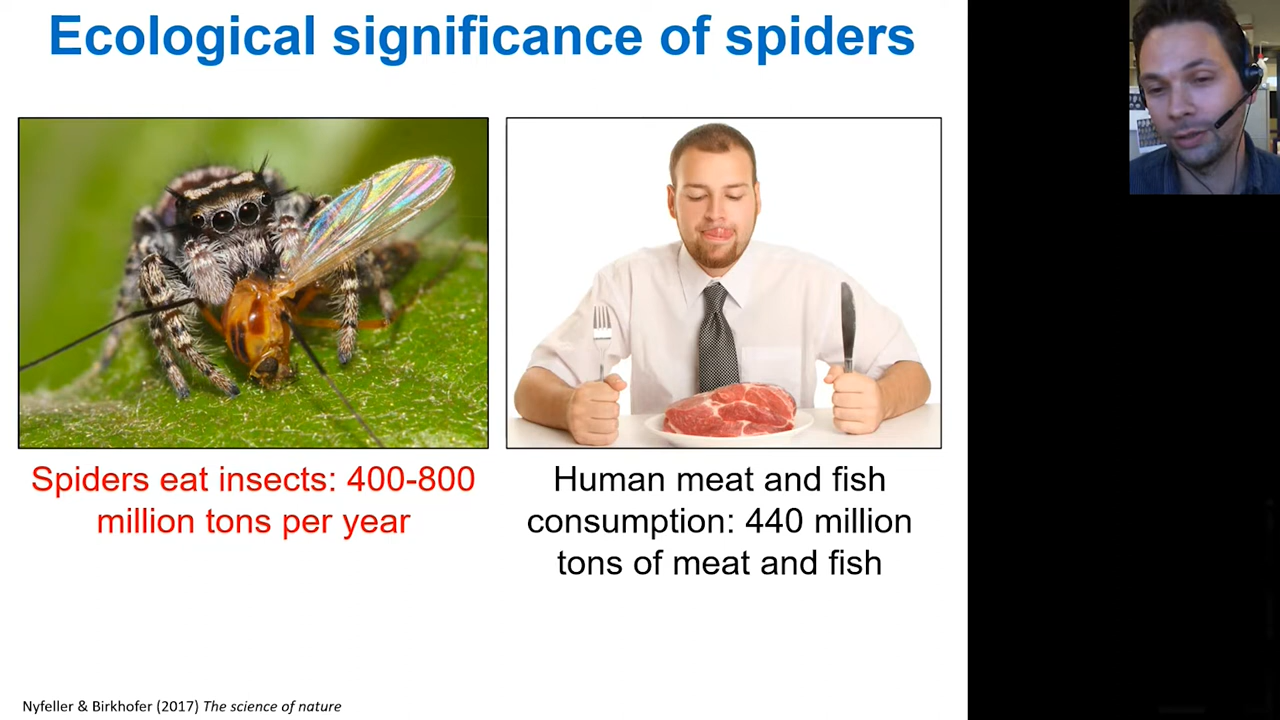 Ecological significance of spiders
Spiders eat insects: 400-800
million tons per year
Human meat and fish
consumption: 440 million
tons of meat and fish
Nyfeller & Birkhofer (2017) The science of nature